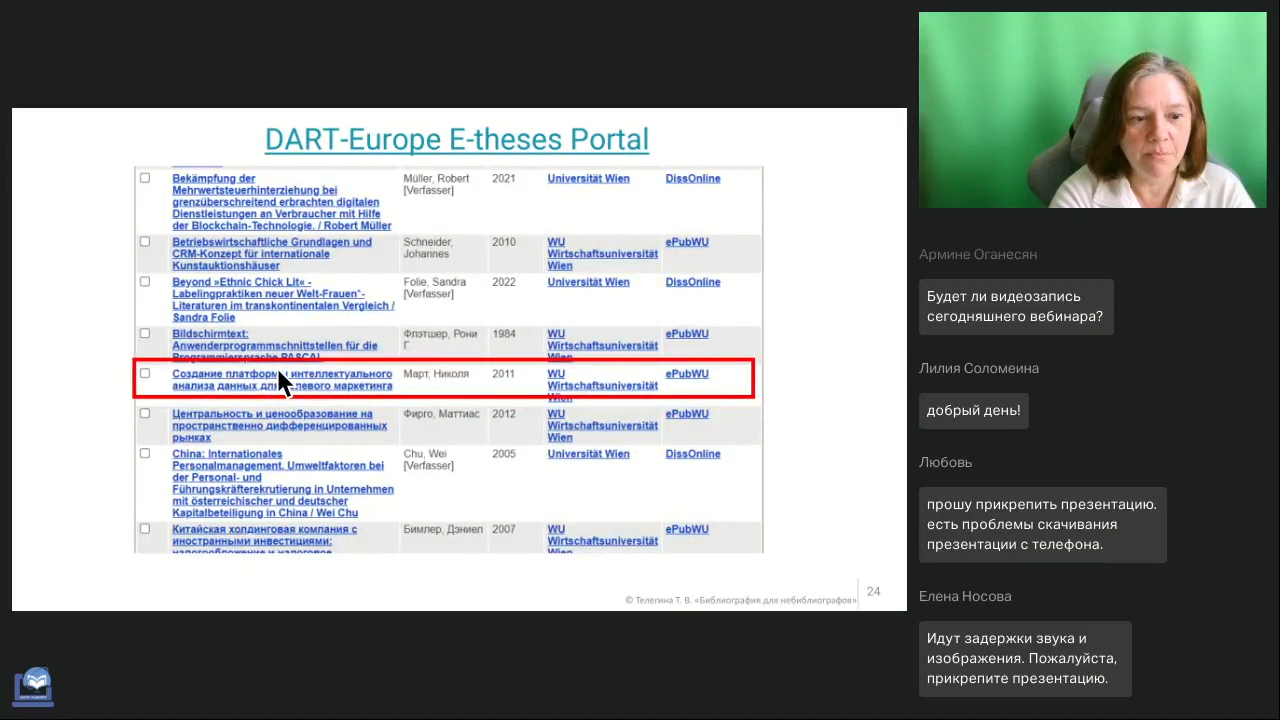 DART-Europe E-theses Portal
Bekämpfung der Müller, Robert 2021 Universität Wien DissOnline
Mehrwertsteuerhinterziehung bei [Verfasser]
grenzüberschreitend erbrachten digitalen
Dienstleistungen an Verbraucher mit Hilfe
der Blockchain-Technologie. / Robert Müller
Betriebswirtschaftliche Grundlagen und Schneider, 2010 WU ePubWU
CRM-Konzept für internationale Johannes Wirtschaftsuniversität
Kunstauktionshäuser Wien
Beyond »Ethnic Chick Lit« - Folie, Sandra 2022 Universität Wien DissOnline
Labelingpraktiken neuer Welt-Frauen*- [Verfasser]
Literaturen im transkontinentalen Vergleich /
Sandra Folie
Bildschirmtext: Флэтшер, Рони 1984 WU ePubWU
Anwenderprogrammschnittstellen für die Г. Wirtschaftsuniversität
Programmiersprache PASCAL Wien
Создание платформ интеллектуального Март, Николя 2011 WU ePubWU
анализа данных для левого маркетинга Wirtschaftsuniversität
Wien
Центральность и ценообразование на Фирго, Маттиас 2012 WU ePubWU
пространственно дифференцированных Wirtschaftsuniversität
рынках Wien
China: Internationales Chu, Wei 2005 Universität Wien DissOnline
Personalmanagement. Umweltfaktoren bei [Verfasser]
der Personal- und
Führungskräfterekrutierung in Unternehmen
mit österreichischer und deutscher
Kapitalbeteiligung in China / Wei Chu
Китайская холдинговая компания с Бимлер, Дэниел 2007 WU ePubWU
иностранными инвестициями: Wirtschaftsuniversität
налогообложение и налоговое Wien
© Телегина Т. В. «Библиография для небиблиографов» 24
Армине Оганесян
Будет ли видеозапись
сегодняшнего вебинара?
Лилия Соломеина
добрый день!
Любовь
прошу прикрепить презентацию.
есть проблемы скачивания
презентации с телефона.
Елена Носова
Идут задержки звука и
изображения. Пожалуйста,
прикрепите презентацию.